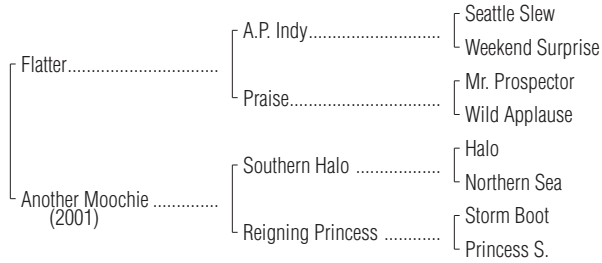 Seattle Slew
A.P. Indy
Weekend Surprise
Flatter
Mr. Prospector
Praise
Wild Applause
Halo
Southern Halo
Northern Sea
Another Moochie
(2001)
Storm Boot
Reigning Princess
Princess S.